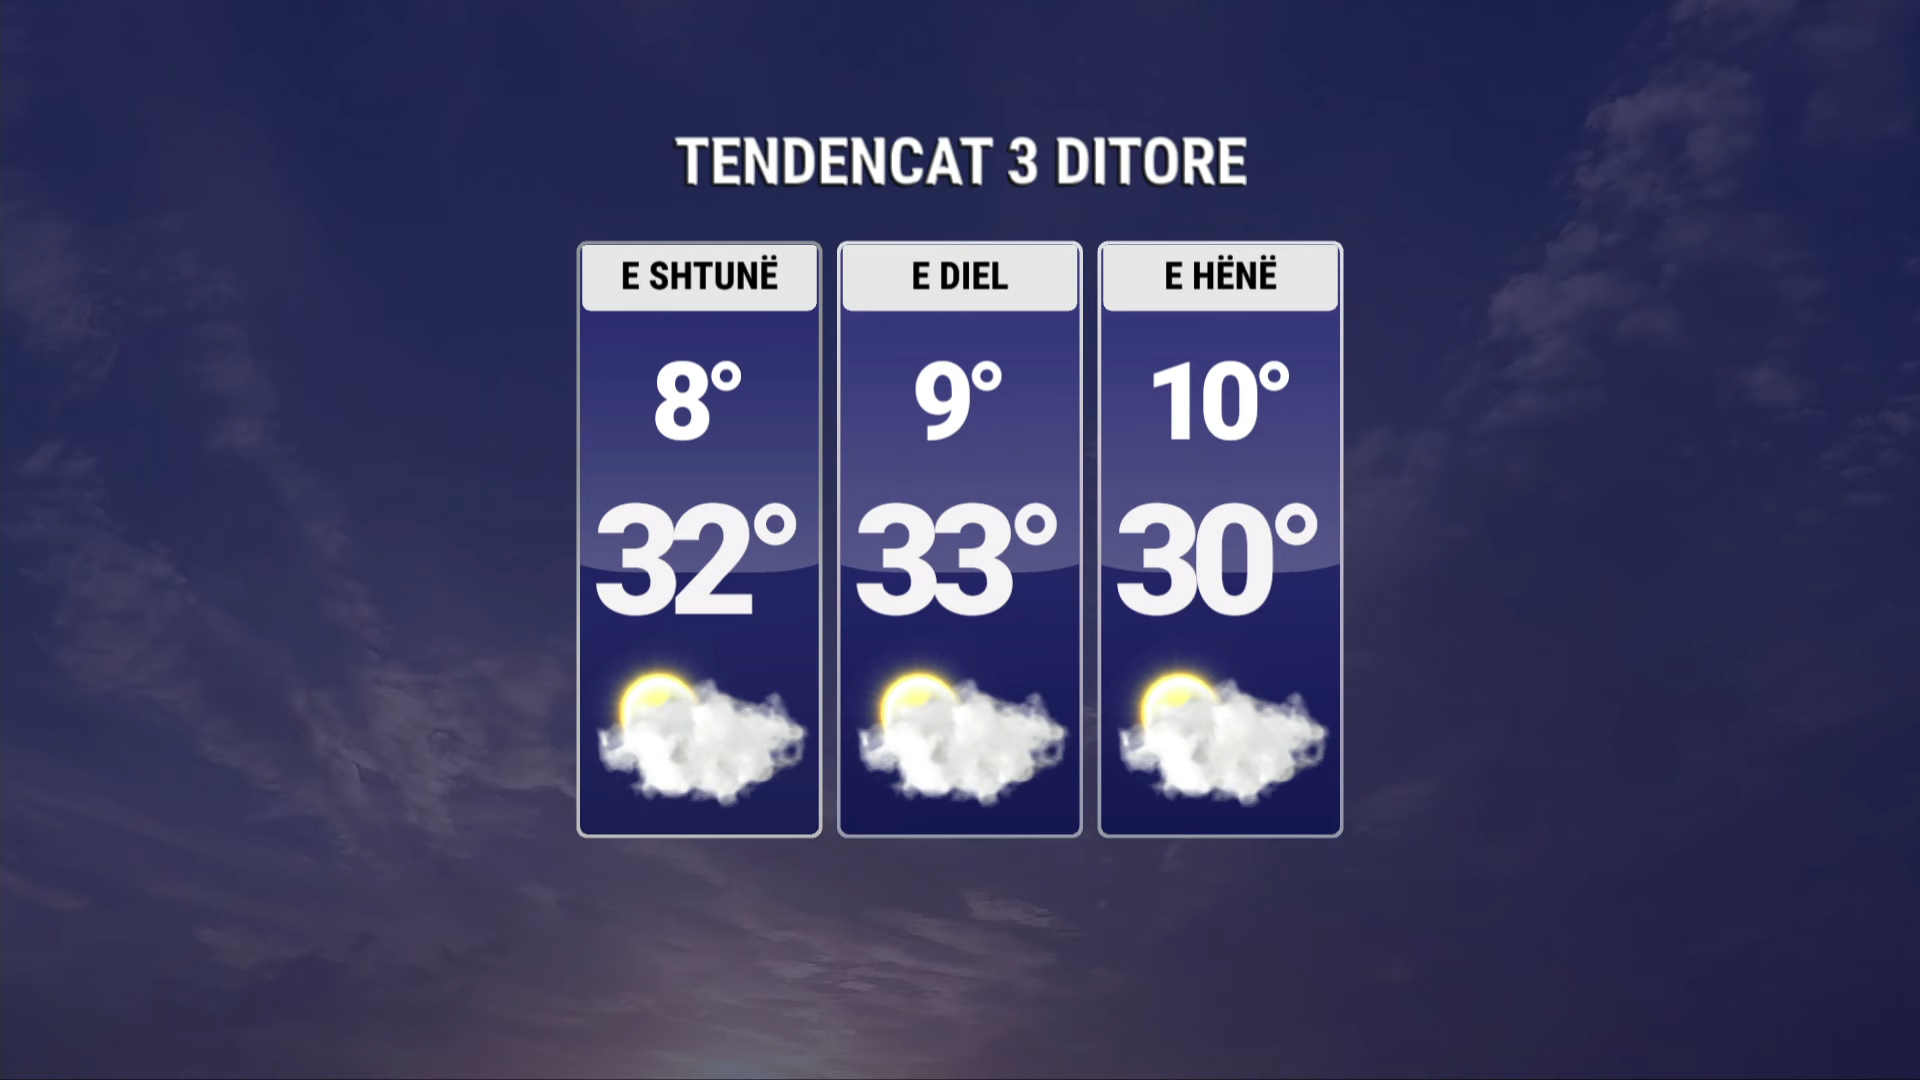 TENDENCAT 3 DITORE
E SHTUNË
8°
32°
E DIEL
9°
33°
E HËNË
10°
30°